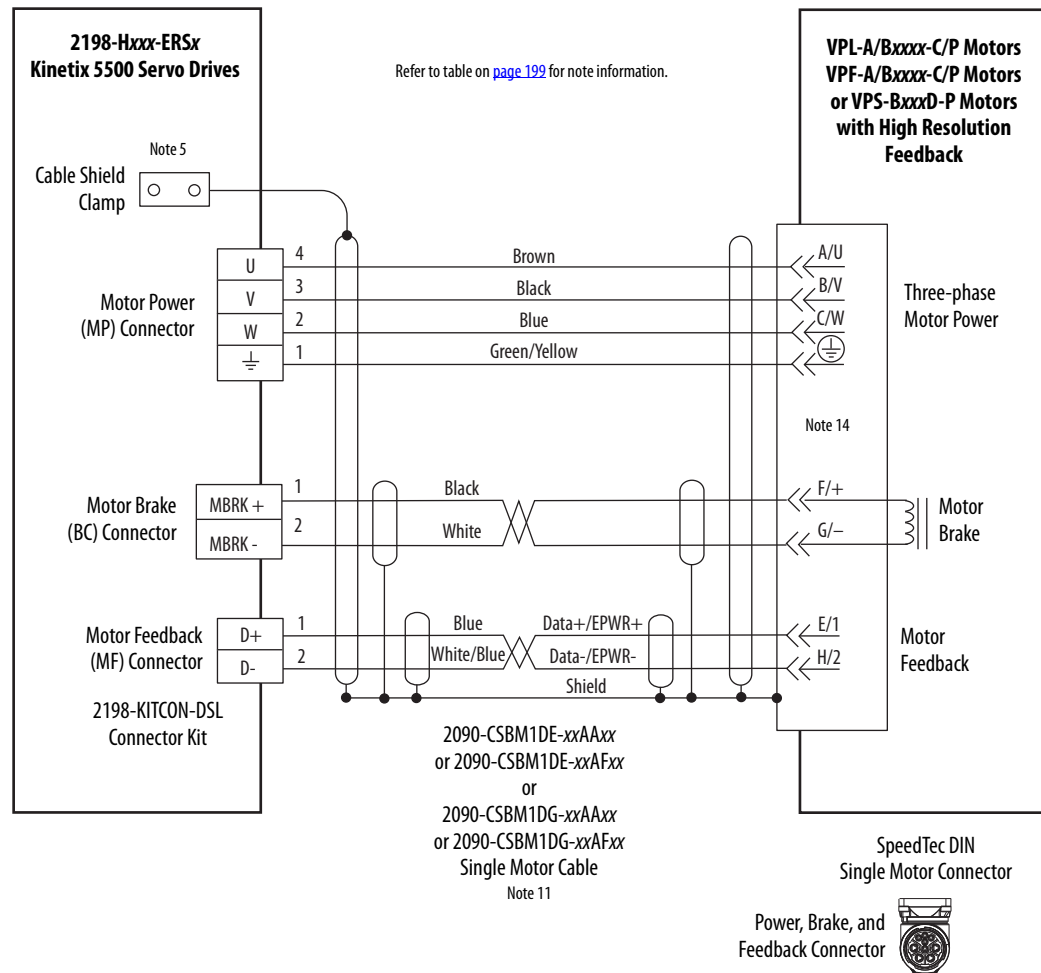 2198-Hxxx-ERSx
Kinetix 5500 Servo Drives
Refer to table on page 199 for note information.
VPL-A/Bxxxx-C/P Motors
VPF-A/Bxxxx-C/P Motors
or VPS-BxxxD-P Motors
with High Resolution
Feedback
Note 5
Cable Shield
Clamp
Motor Power
(MP) Connector
U
V
W
4
3
2
1
Brown
Black
Blue
Green/Yellow
A/U
B/V
C/W
Three-phase
Motor Power
Note 14
Motor Brake
(BC) Connector
MBRK +
MBRK -
1
2
Black
White
F/+
G/–
Motor
Brake
Motor Feedback
(MF) Connector
D+
D-
1
2
Blue
White/Blue
Data+/EPWR+
Data-/EPWR-
Shield
E/1
H/2
Motor
Feedback
2198-KITCON-DSL
Connector Kit
2090-CSBM1DE-xxAAxx
or 2090-CSBM1DE-xxAFxx
or
2090-CSBM1DG-xxAAxx
or 2090-CSBM1DG-xxAFxx
Single Motor Cable
Note 11
SpeedTec DIN
Single Motor Connector
Power, Brake, and
Feedback Connector